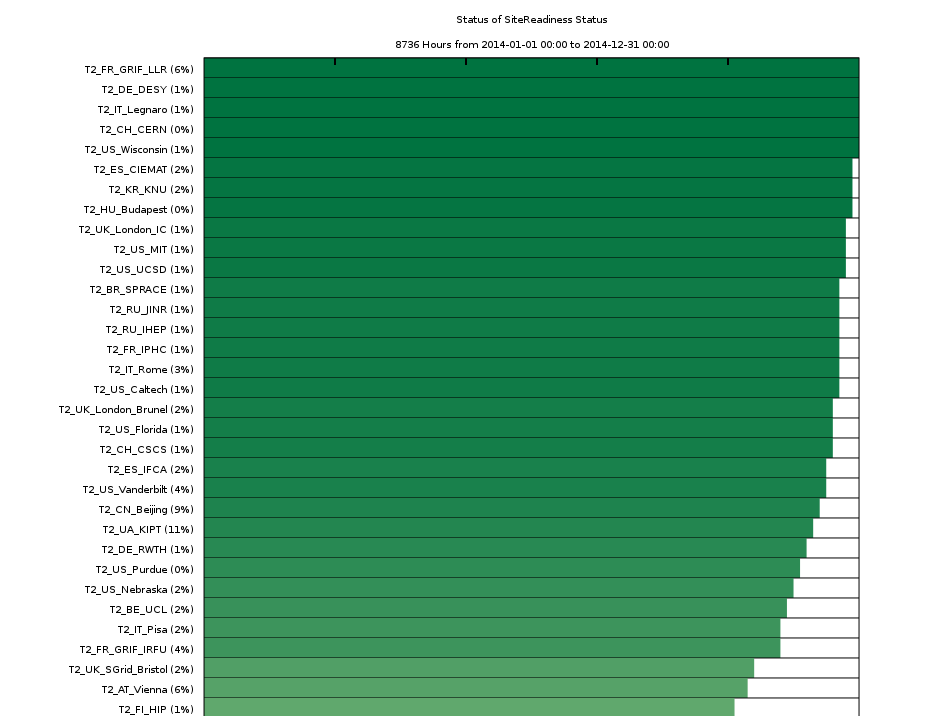 Status of SiteReadiness Status
8736 Hours from 2014-01-01 00:00 to 2014-12-31 00:00
T2_FR_GRIF_LLR (6%)
T2_DE_DESY (1%)
T2_IT_Legnaro (1%)
T2_CH_CERN (0%)
T2_US_Wisconsin (1%)
T2_ES_CIEMAT (2%)
T2_KR_KNU (2%)
T2_HU_Budapest (0%)
T2_UK_London_IC (1%)
T2_US_MIT (1%)
T2_US_UCSD (1%)
T2_BR_SPRACE (1%)
T2_RU_JINR (1%)
T2_RU_IHEP (1%)
T2_FR_IPHC (1%)
T2_IT_Rome (3%)
T2_US_Caltech (1%)
T2_UK_London_Brunel (2%)
T2_US_Florida (1%)
T2_CH_CSCS (1%)
T2_ES_IFCA (2%)
T2_US_Vanderbilt (4%)
T2_CN_Beijing (9%)
T2_UA_KIPT (11%)
T2_DE_RWTH (1%)
T2_US_Purdue (0%)
T2_US_Nebraska (2%)
T2_BE_UCL (2%)
T2_IT_Pisa (2%)
T2_FR_GRIF_IRFU (4%)
T2_UK_SGrid_Bristol (2%)
T2_AT_Vienna (6%)
T2_FI_HIP (1%)